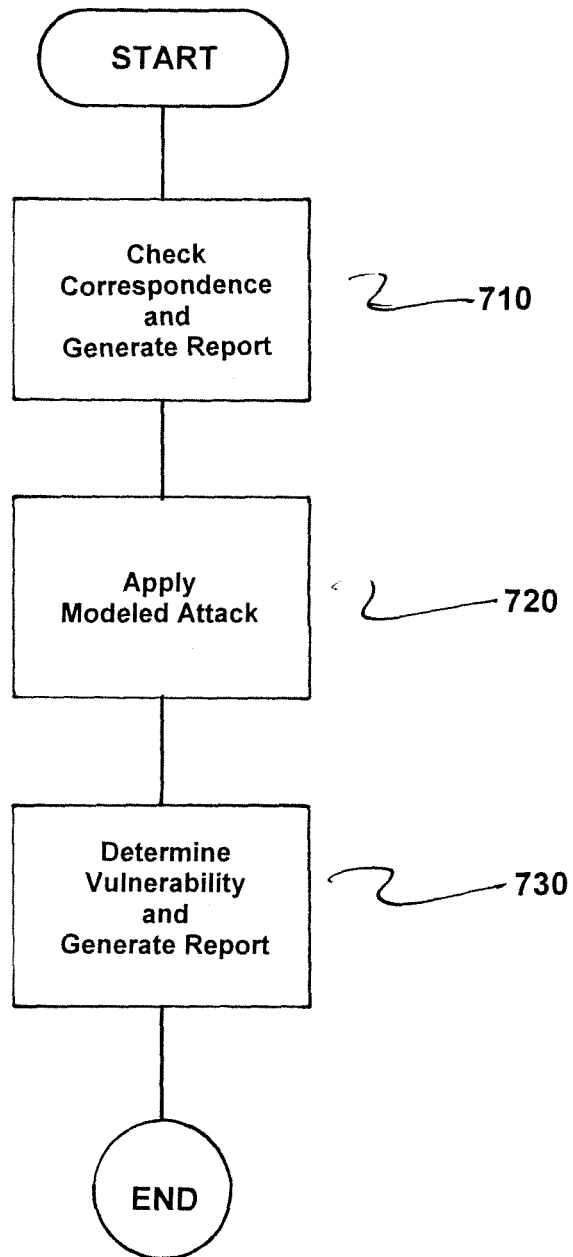 START
Check
Correspondence
and
Generate Report
710
Apply
Modeled Attack
720
Determine
Vulnerability
and
Generate Report
730
END